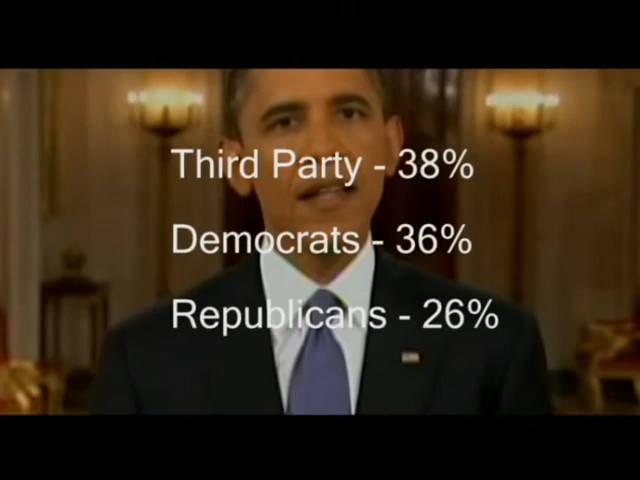 Third Party - 38%
Democrats - 36%
Republicans - 26%